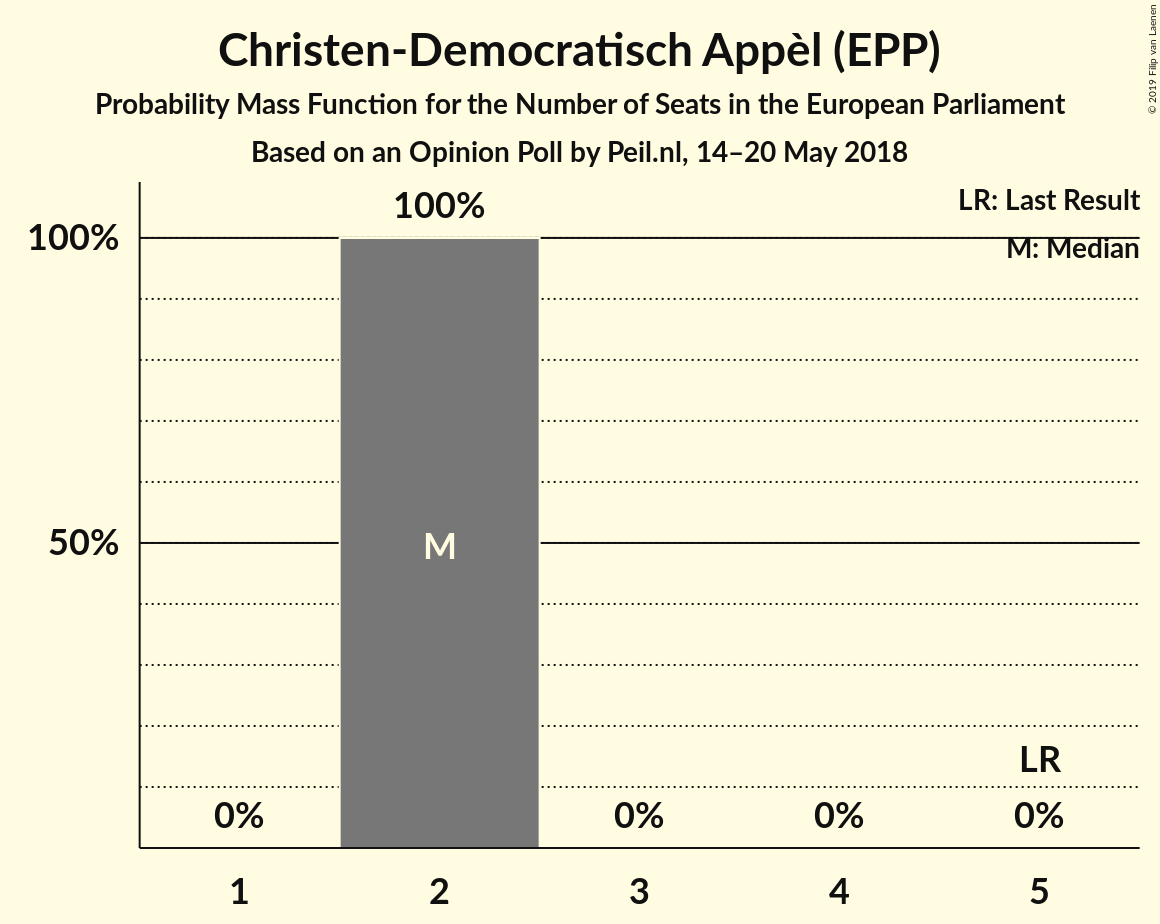 Christen-Democratisch Appèl (EPP)
Probability Mass Function for the Number of Seats in the European Parliament
Based on an Opinion Poll by Peil.nl, 14–20 May 2018
© 2019 Filip van Laenen
LR: Last Result
M: Median
100%
100%
50%
M
LR
0%
0%
0%
0%
1
2
3
4
5